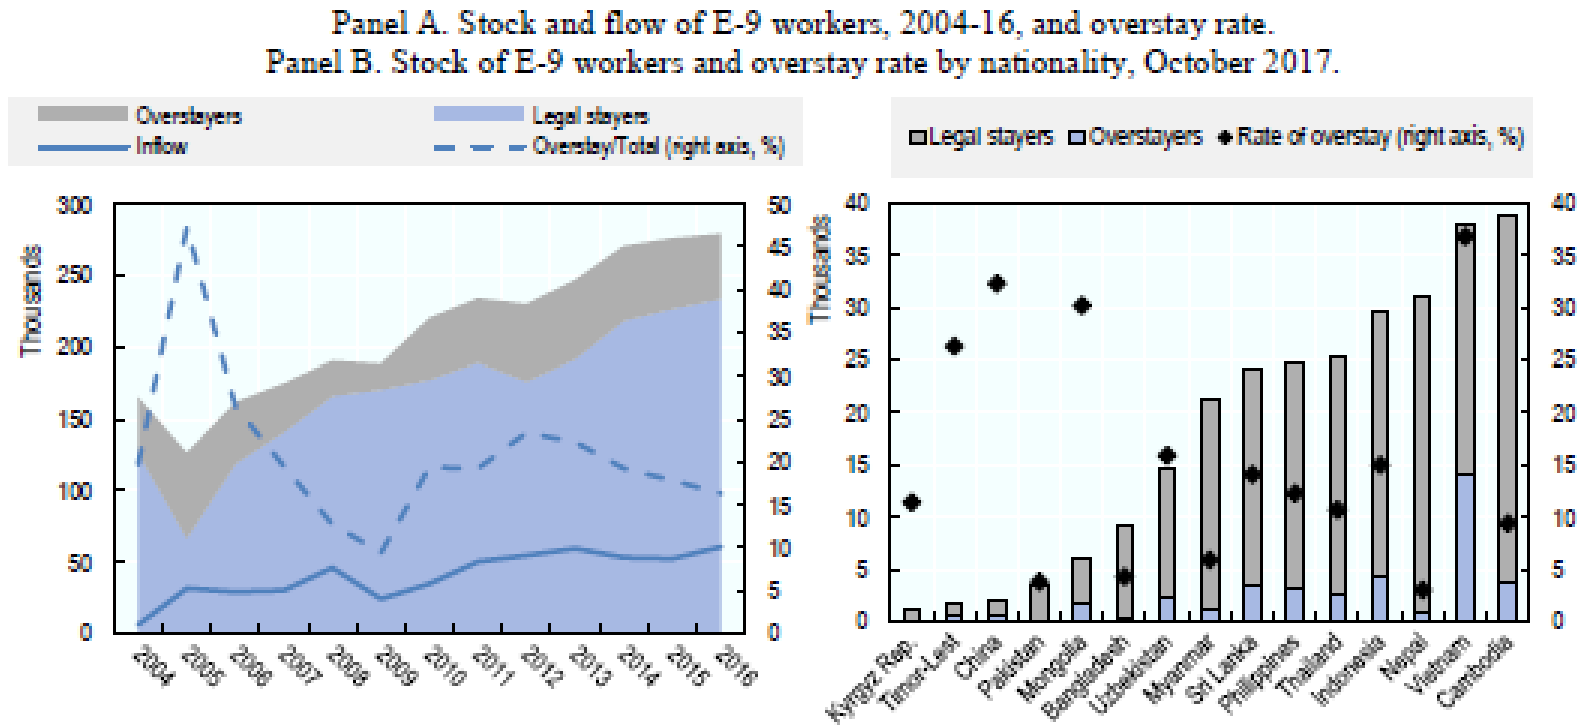 Panel A. Stock and flow of E-9 workers, 2004-16, and overstay rate.
Panel B. Stock of E-9 workers and overstay rate by nationality, October 2017.
Overstayers
Legal stayers
Inflow
Overstay/Total (right axis, %)
Thousands
300
250
200
150
100
50
0
50
45
40
35
30
25
20
15
10
5
0
2004
2005
2006
2007
2008
2009
2010
2011
2012
2013
2014
2015
2016
Legal stayers
Overstayers
Rate of overstay (right axis, %)
Thousands
40
35
30
25
20
15
10
5
0
40
35
30
25
20
15
10
5
0
Kyrgyz Rep.
Timor-Lest
China
Pakistan
Mongolia
Bangladesh
Uzbekistan
Myanmar
Sri Lanka
Philippines
Thailand
Indonesia
Nepal
Vietnam
Cambodia